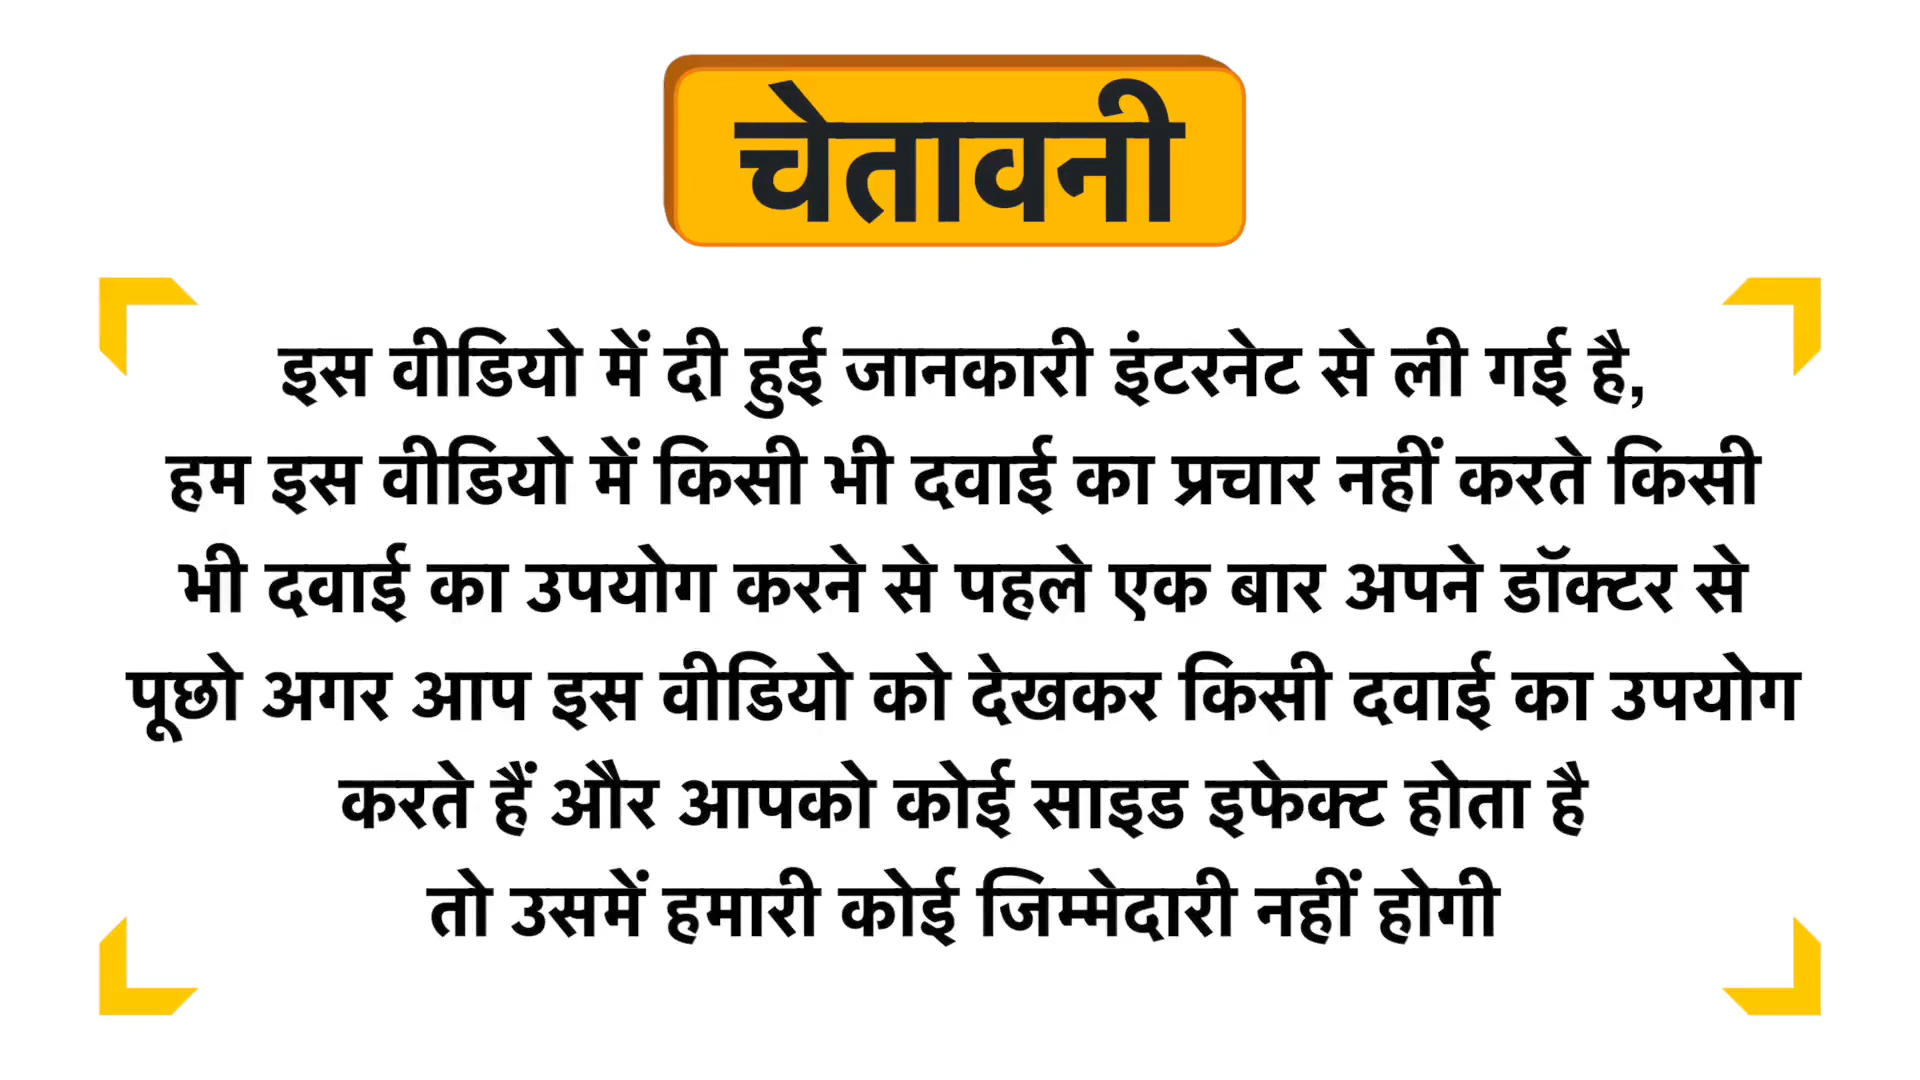 चेतावनी
इस वीडियो में दी हुई जानकारी इंटरनेट से ली गई है,
हम इस वीडियो में किसी भी दवाई का प्रचार नहीं करते किसी
भी दवाई का उपयोग करने से पहले एक बार अपने डॉक्टर से
पूछो अगर आप इस वीडियो को देखकर किसी दवाई का उपयोग
करते हैं और आपको कोई साइड इफेक्ट होता है
तो उसमें हमारी कोई जिम्मेदारी नहीं होगी